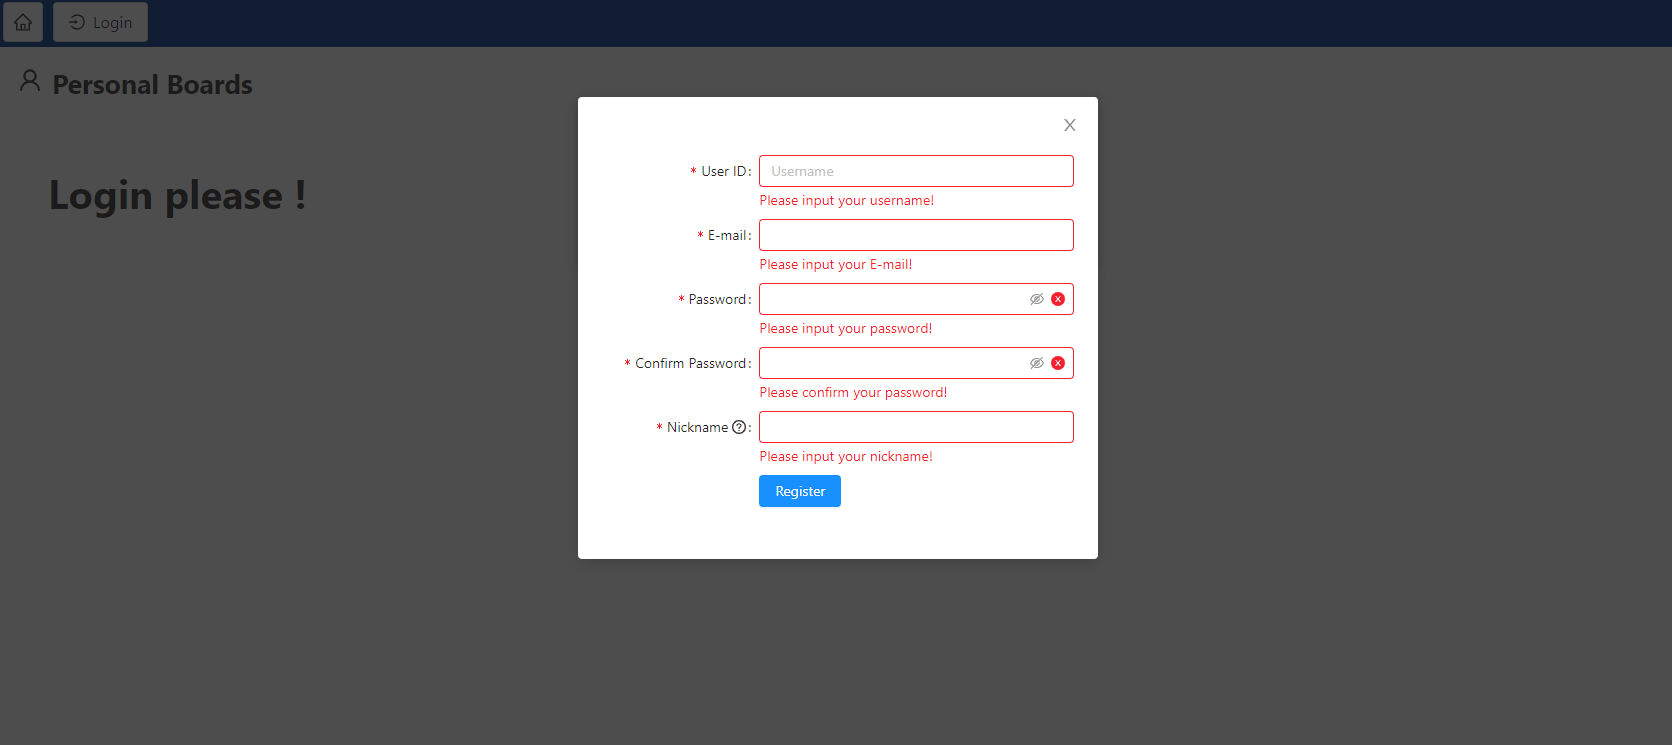 Login
Personal Boards
Login please !
* User ID:
Username
Please input your username!
* E-mail:
Please input your E-mail!
* Password:
Please input your password!
* Confirm Password:
Please confirm your password!
* Nickname ? :
Please input your nickname!
Register